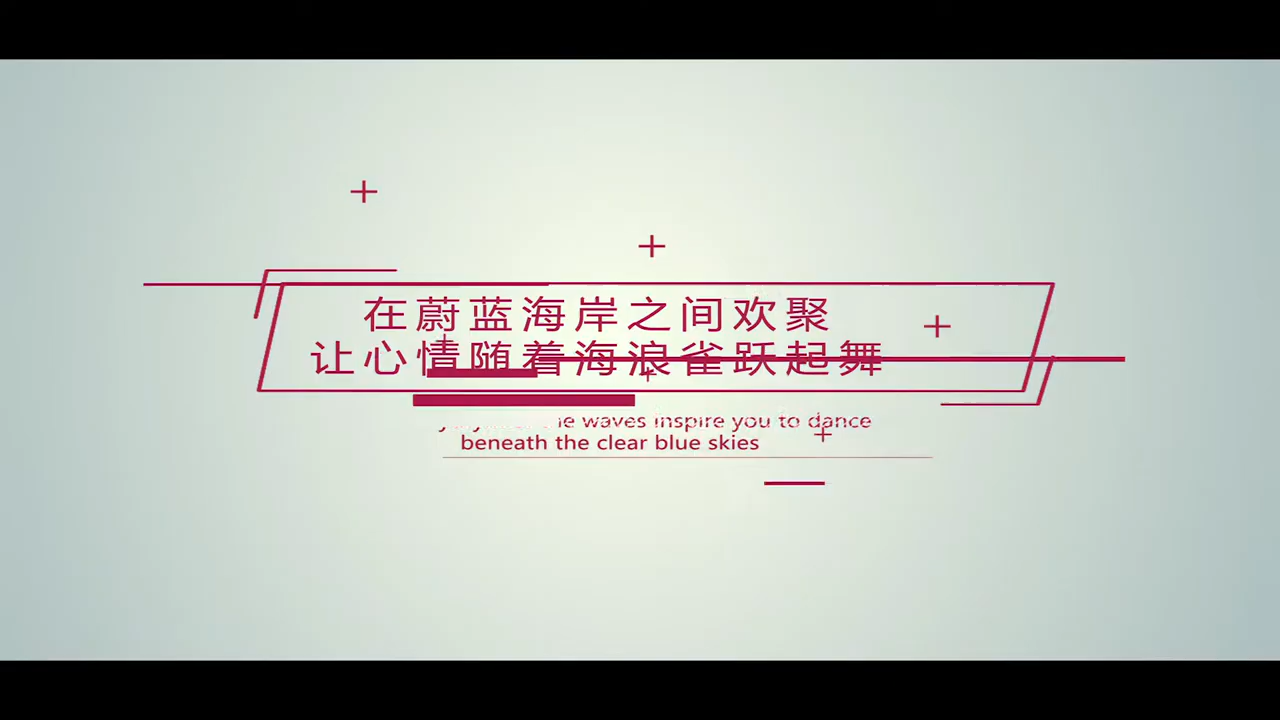 在蔚蓝海岸之间欢聚
让心情随着海浪雀跃起舞
waves inspire you to dance
beneath the clear blue skies